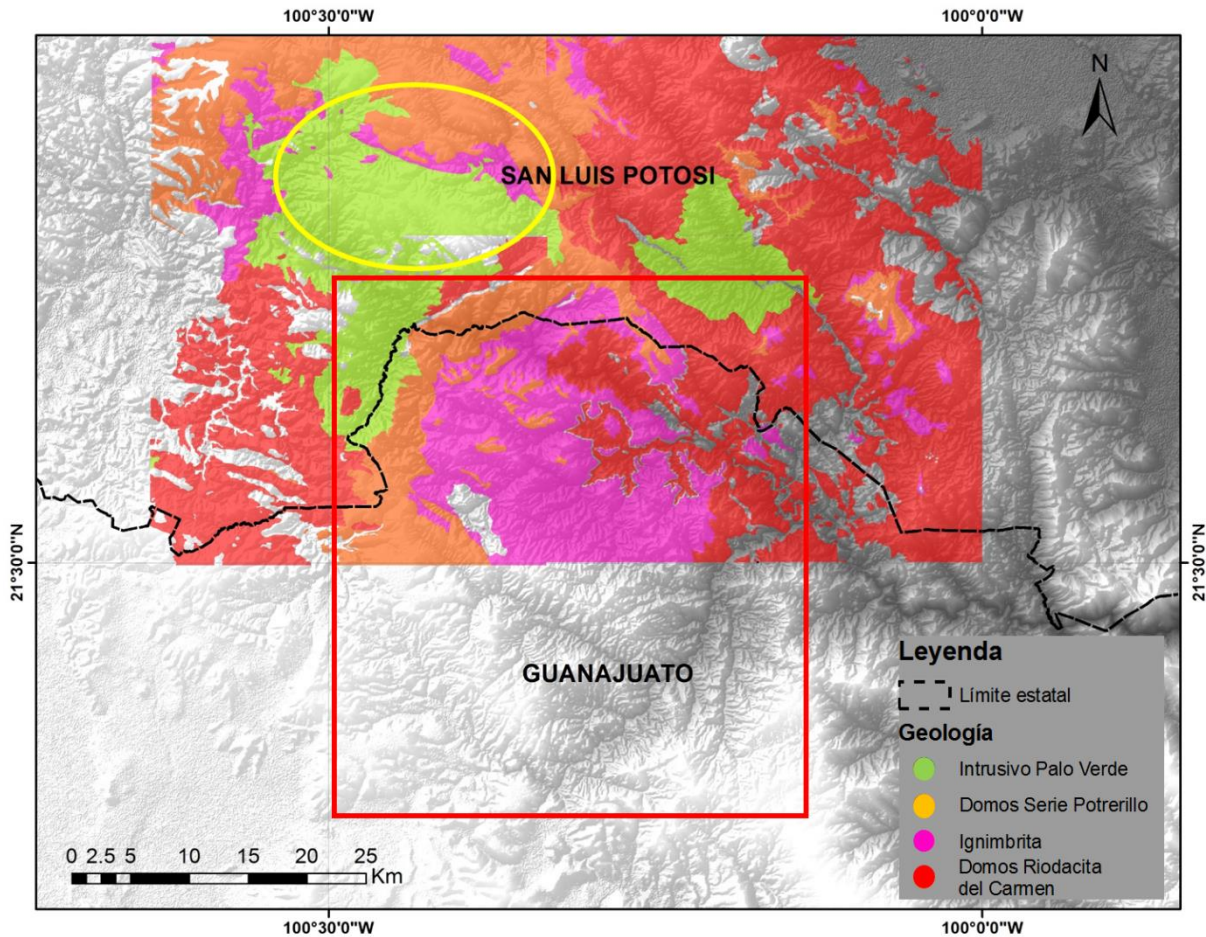 100°30'0"W
100°0'0"W
N
SAN LUIS POTOSI
21°30'0"N
21°30'0"N
GUANAJUATO
Leyenda
Límite estatal
Geología
Intrusivo Palo Verde
Domos Serie Potrerillo
Ignimbrita
Domos Riodacita
del Carmen
0 2.5 5 10 15 20 25
Km
100°30'0"W
100°0'0"W